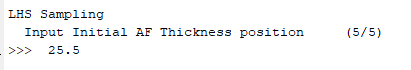 LHS Sampling
Input Initial AF Thickness position (5/5)
>>> 25.5